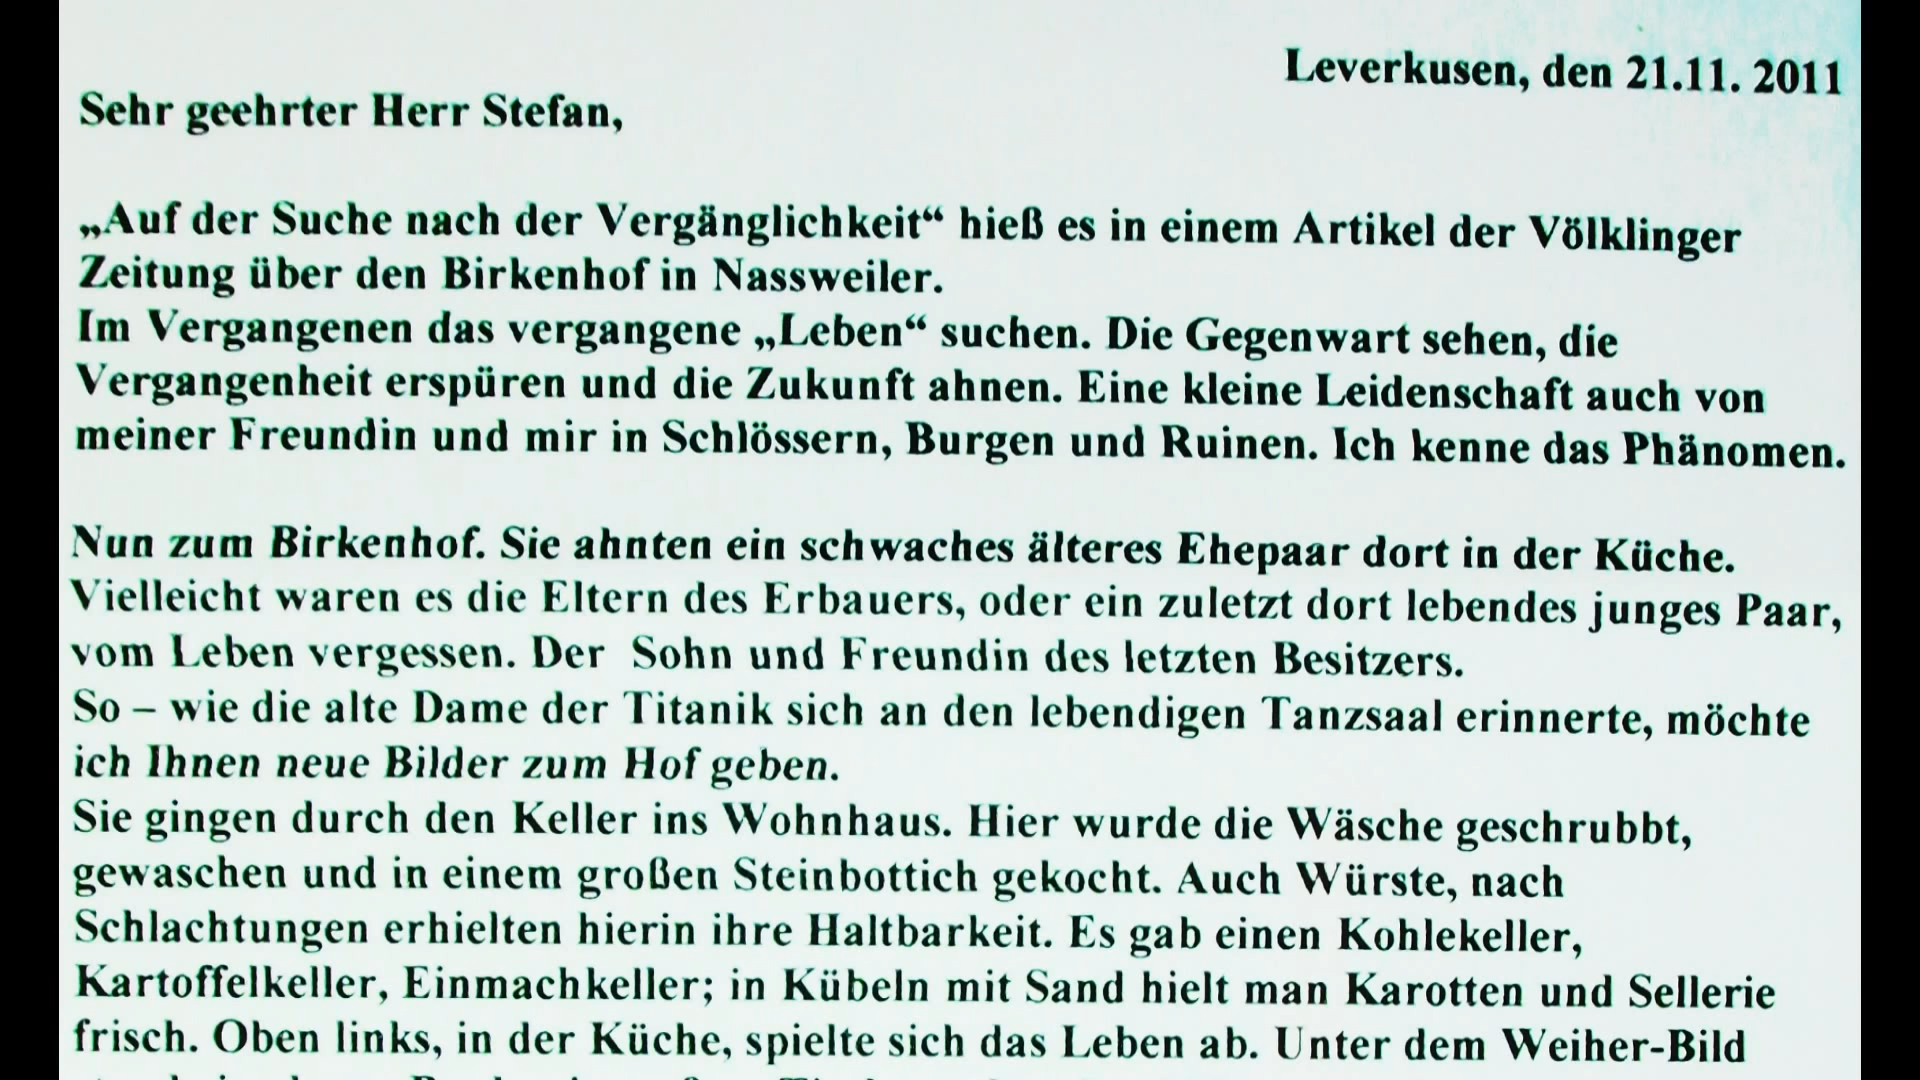 Leverkusen, den 21.11. 2011
Sehr geehrter Herr Stefan,
„Auf der Suche nach der Vergänglichkeit“ hieß es in einem Artikel der Völklinger
Zeitung über den Birkenhof in Nassweiler.
Im Vergangenen das vergangene „Leben“ suchen. Die Gegenwart sehen, die
Vergangenheit erspüren und die Zukunft ahnen. Eine kleine Leidenschaft auch von
meiner Freundin und mir in Schlössern, Burgen und Ruinen. Ich kenne das Phänomen.
Nun zum Birkenhof. Sie ahnten ein schwaches älteres Ehepaar dort in der Küche.
Vielleicht waren es die Eltern des Erbauers, oder ein zuletzt dort lebendes junges Paar,
vom Leben vergessen. Der Sohn und Freundin des letzten Besitzers.
So – wie die alte Dame der Titanik sich an den lebendigen Tanzsaal erinnerte, möchte
ich Ihnen neue Bilder zum Hof geben.
Sie gingen durch den Keller ins Wohnhaus. Hier wurde die Wäsche geschrubbt,
gewaschen und in einem großen Steinbottich gekocht. Auch Würste, nach
Schlachtungen erhielten hierin ihre Haltbarkeit. Es gab einen Kohlekeller,
Kartoffelkeller, Einmachkeller; in Kübeln mit Sand hielt man Karotten und Sellerie
frisch. Oben links, in der Küche, spielte sich das Leben ab. Unter dem Weiher-Bild